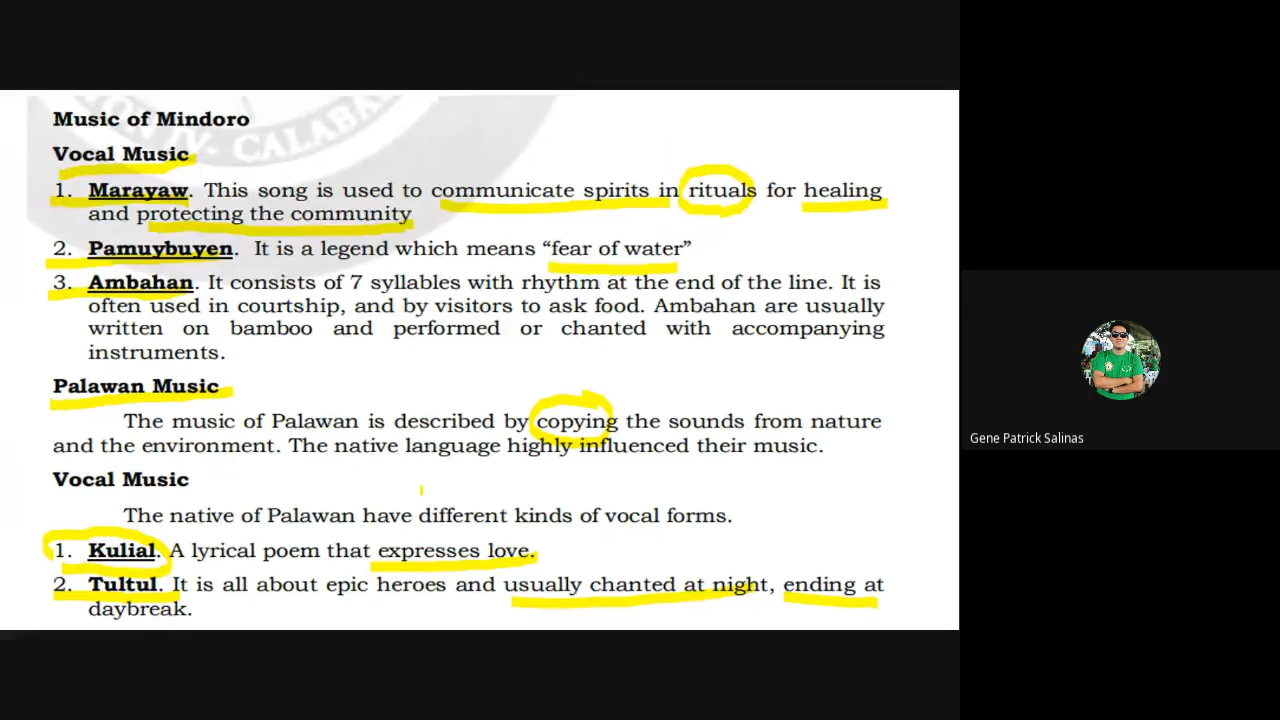 ON IV- CALABA
Music of Mindoro
Vocal Music
1. Marayaw. This song is used to communicate spirits in rituals for healing
and protecting the community
2. Pamuybuyen. It is a legend which means “fear of water”
3. Ambahan. It consists of 7 syllables with rhythm at the end of the line. It is
often used in courtship, and by visitors to ask food. Ambahan are usually
written on bamboo and performed or chanted with accompanying
instruments.
Palawan Music
The music of Palawan is described by copying the sounds from nature
and the environment. The native language highly influenced their music.
Vocal Music
The native of Palawan have different kinds of vocal forms.
1. Kulial. A lyrical poem that expresses love.
2. Tultul. It is all about epic heroes and usually chanted at night, ending at
daybreak.
Gene Patrick Salinas